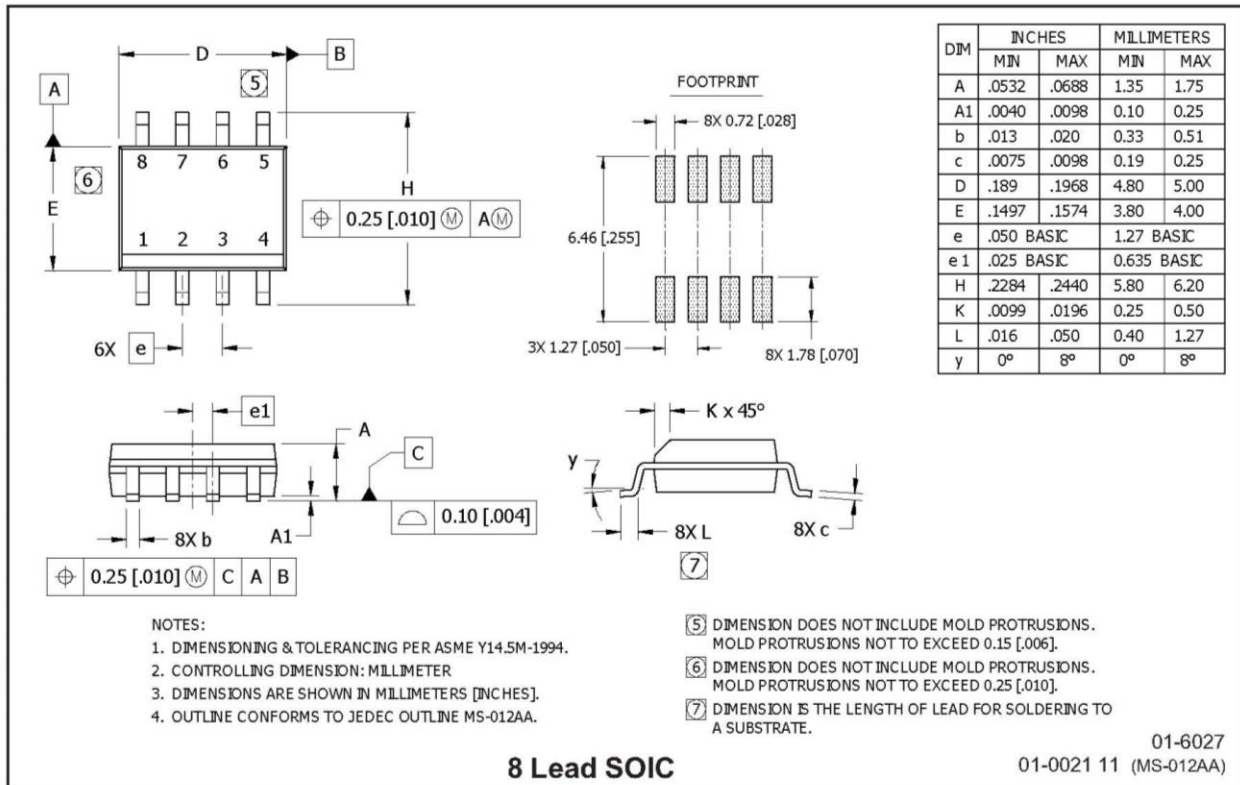 D
B
5
A
8 7 6 5
6
E
H
⌖ 0.25 [.010] Ⓜ A Ⓜ
1 2 3 4
6X e
FOOTPRINT
8X 0.72 [.028]
6.46 [.255]
3X 1.27 [.050]
8X 1.78 [.070]
DIM INCHES MILLIMETERS
MIN MAX MIN MAX
A .0532 .0688 1.35 1.75
A1 .0040 .0098 0.10 0.25
b .013 .020 0.33 0.51
c .0075 .0098 0.19 0.25
D .189 .1968 4.80 5.00
E .1497 .1574 3.80 4.00
e .050 BASIC 1.27 BASIC
e 1 .025 BASIC 0.635 BASIC
H .2284 .2440 5.80 6.20
K .0099 .0196 0.25 0.50
L .016 .050 0.40 1.27
y 0° 8° 0° 8°
e1
A
C
A1
8X b
0.10 [.004]
⌖ 0.25 [.010] Ⓜ C A B
K x 45°
y
8X L
8X c
7
NOTES:
1. DIMENSIONING & TOLERANCING PER ASME Y14.5M-1994.
2. CONTROLLING DIMENSION: MILLIMETER
3. DIMENSIONS ARE SHOWN IN MILLIMETERS [INCHES].
4. OUTLINE CONFORMS TO JEDEC OUTLINE MS-012AA.
5 DIMENSION DOES NOT INCLUDE MOLD PROTRUSIONS.
MOLD PROTRUSIONS NOT TO EXCEED 0.15 [.006].
6 DIMENSION DOES NOT INCLUDE MOLD PROTRUSIONS.
MOLD PROTRUSIONS NOT TO EXCEED 0.25 [.010].
7 DIMENSION IS THE LENGTH OF LEAD FOR SOLDERING TO
A SUBSTRATE.
8 Lead SOIC
01-6027
01-0021 11 (MS-012AA)